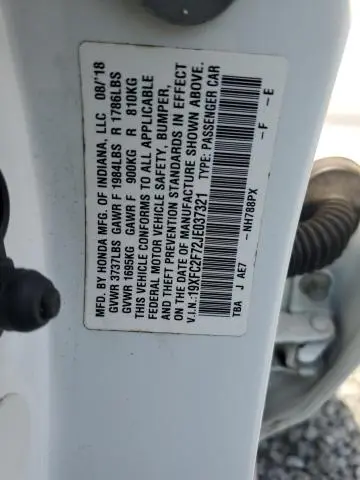 MFD. BY HONDA MFG. OF INDIANA, LLC 08/'18
GVWR 3737LBS GAWR F 1984LBS R 1786LBS
GVWR 1695KG GAWR F 900KG R 810KG
THIS VEHICLE CONFORMS TO ALL APPLICABLE
FEDERAL MOTOR VEHICLE SAFETY, BUMPER,
AND THEFT PREVENTION STANDARDS IN EFFECT
ON THE DATE OF MANUFACTURE SHOWN ABOVE.
V.I.N.:19XFC2F72JE037321 TYPE: PASSENGER CAR
TBA J AE7 -NH788PX -F -E